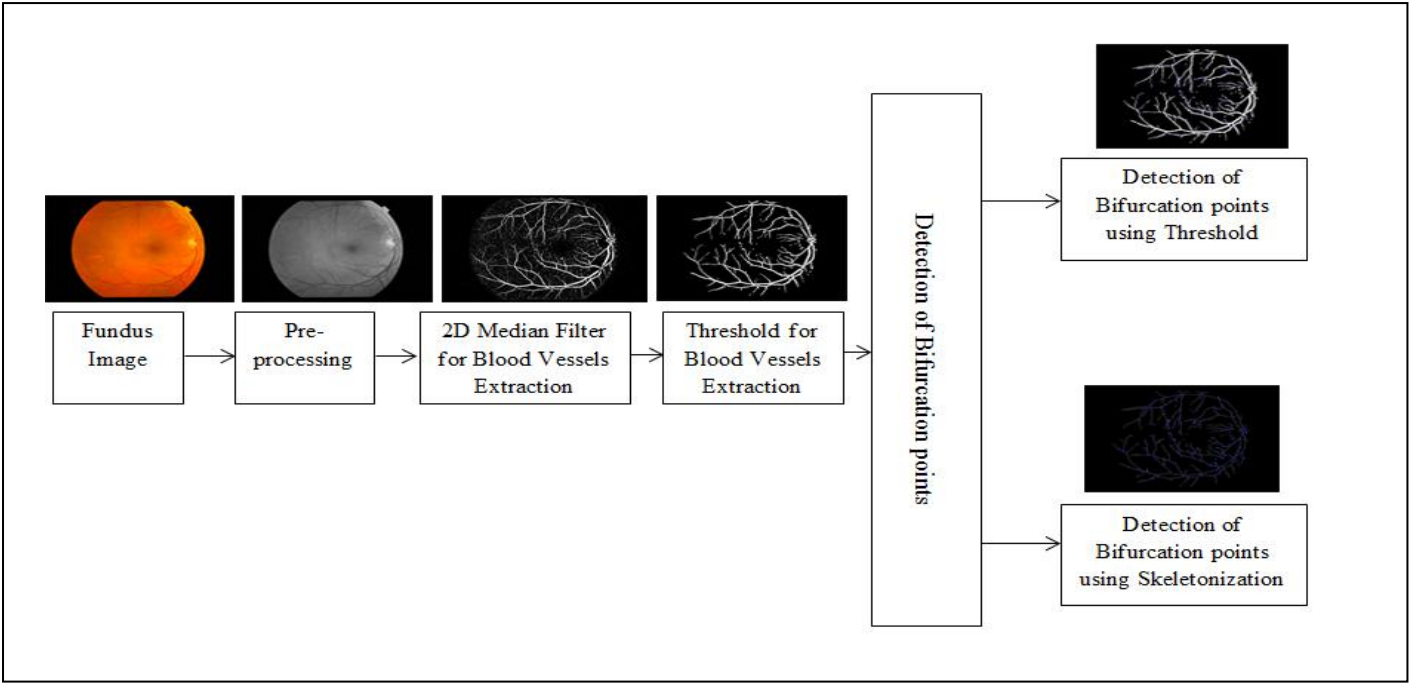 Fundus
Image
Pre-
processing
2D Median Filter
for Blood Vessels
Extraction
Threshold for
Blood Vessels
Extraction
Detection of Bifurcation points
Detection of
Bifurcation points
using Threshold
Detection of
Bifurcation points
using Skeletonization